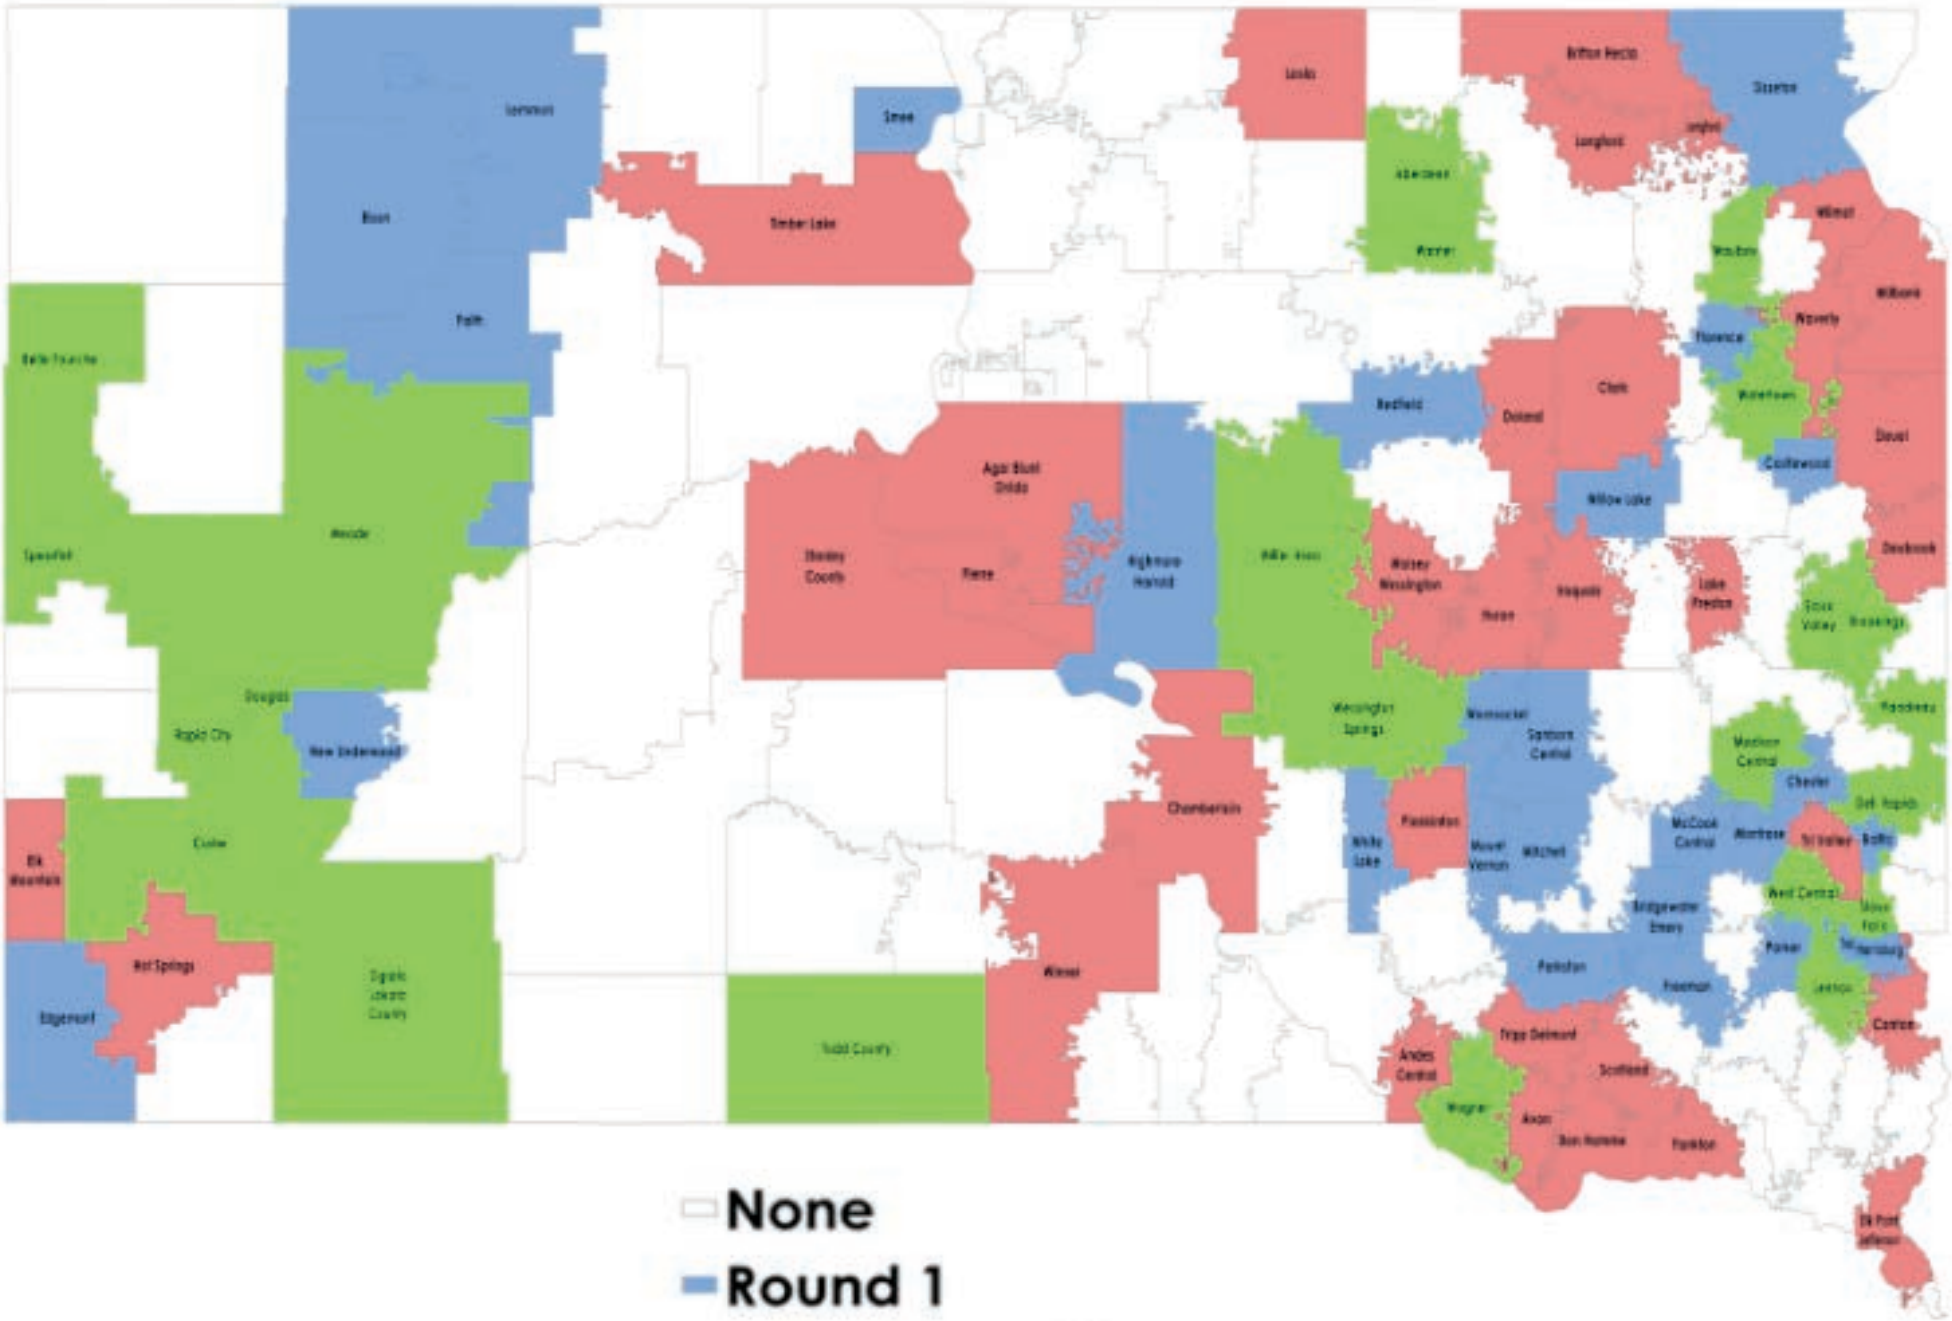 Leola
Britton Hecla
Sisseton
Lemmon
Smee
Langford
Aberdeen
Wilmot
Bison
Timber Lake
Warner
Waubay
Milbank
Faith
Waverly
Florence
Belle Fourche
Clark
Watertown
Redfield
Doland
Deuel
Agar Blunt
Onida
Castlewood
Willow Lake
Meade
Spearfish
Stanley
County
Pierre
Highmore
Harrold
Wolsey
Wessington
Huron
Iroquois
Lake
Preston
Sioux
Valley
Brookings
Douglas
Rapid City
New Underwood
Wessington
Springs
Woonsocket
Sanborn
Central
Flandreau
Madison
Central
Chester
Dell Rapids
Chamberlain
White
Lake
Plankinton
Mount
Vernon
Mitchell
McCook
Central
Montrose
Tri Valley
Baltic
Elk
Mountain
Custer
West Central
Bridgewater
Emery
Sioux
Falls
Hot Springs
Winner
Parkston
Parker
Harrisburg
Freeman
Lennox
Edgemont
Oglala
Lakota
County
Todd County
Andes
Central
Tripp Delmont
Canton
Scotland
Wagner
Avon
Bon Homme
Yankton
Elk Point
Jefferson
None
Round 1